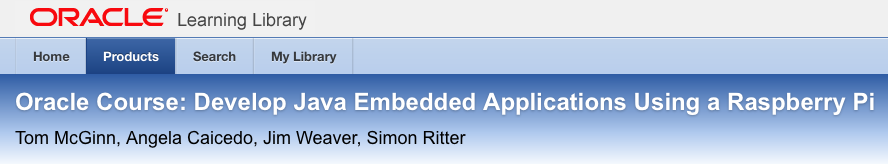 ORACLE Learning Library
Home Products Search My Library
Oracle Course: Develop Java Embedded Applications Using a Raspberry Pi
Tom McGinn, Angela Caicedo, Jim Weaver, Simon Ritter